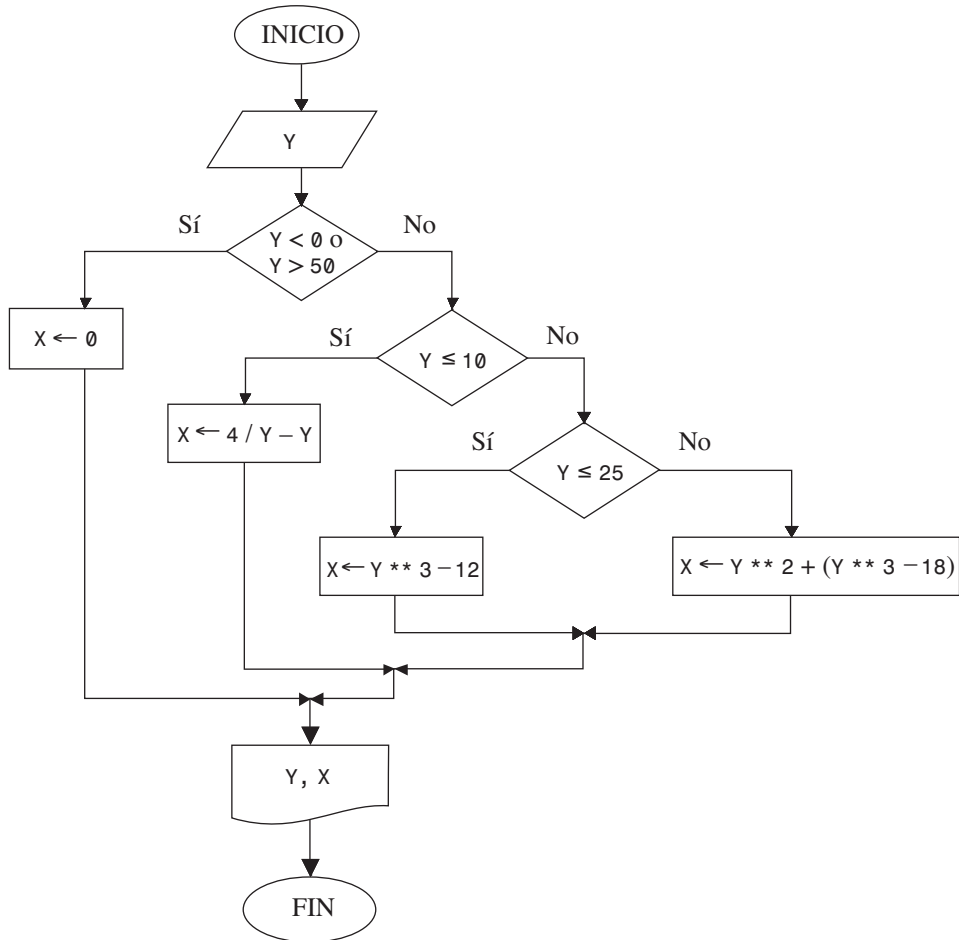 INICIO
Y
Sí
No
Y < 0 o
Y > 50
X ← 0
Sí
No
Y ≤ 10
X ← 4 / Y – Y
Sí
No
Y ≤ 25
X ← Y ** 3 – 12
X ← Y ** 2 + (Y ** 3 – 18)
Y, X
FIN